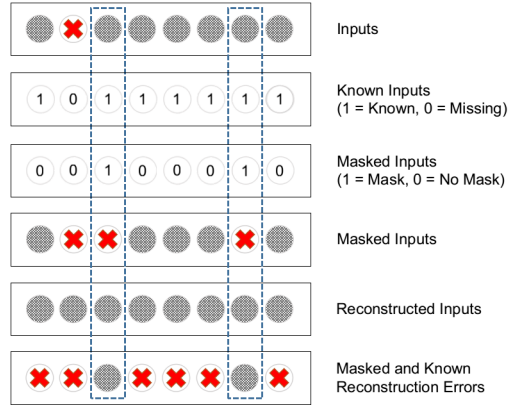 Inputs
1 0 1 1 1 1 1 1
Known Inputs
(1 = Known, 0 = Missing)
0 0 1 0 0 0 1 0
Masked Inputs
(1 = Mask, 0 = No Mask)
Masked Inputs
Reconstructed Inputs
Masked and Known
Reconstruction Errors